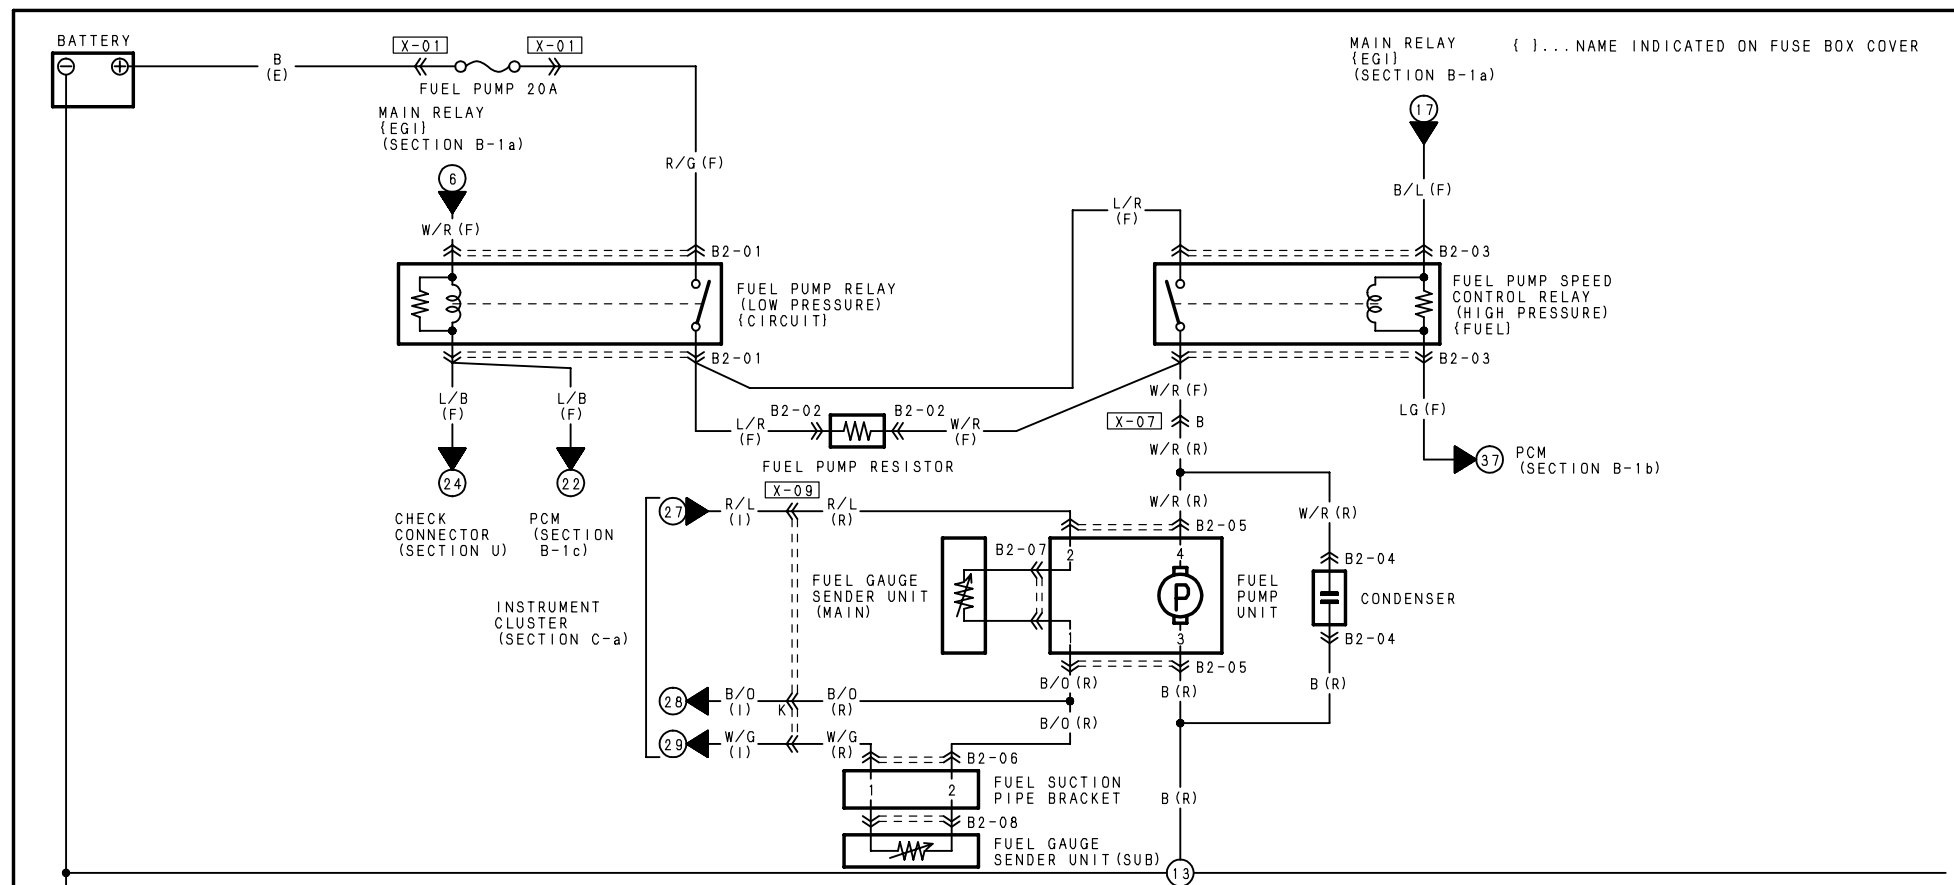 BATTERY
B
(E)
X-01
X-01
FUEL PUMP 20A
MAIN RELAY
{EGI}
(SECTION B-1a)
6
W/R(F)
R/G(F)
B2-01
FUEL PUMP RELAY
(LOW PRESSURE)
{CIRCUIT}
B2-01
L/B
(F)
L/B
(F)
24
22
CHECK
CONNECTOR
(SECTION U)
PCM
(SECTION
B-1c)
MAIN RELAY
{EGI}
(SECTION B-1a)
{ }...NAME INDICATED ON FUSE BOX COVER
17
B/L(F)
L/R
(F)
B2-03
FUEL PUMP SPEED
CONTROL RELAY
(HIGH PRESSURE)
{FUEL}
B2-03
W/R(F)
LG(F)
37
PCM
(SECTION B-1b)
L/R
(F)
B2-02
B2-02
W/R
(F)
FUEL PUMP RESISTOR
X-07
B
W/R(R)
W/R(R)
W/R(R)
X-09
27
R/L
(I)
R/L
(R)
B2-05
B2-07
2
4
FUEL GAUGE
SENDER UNIT
(MAIN)
P
FUEL
PUMP
UNIT
B2-04
CONDENSER
B2-04
INSTRUMENT
CLUSTER
(SECTION C-a)
1
3
B2-05
B/O(R)
B(R)
B(R)
28
B/O
(I)
K
B/O
(R)
B/O(R)
29
W/G
(I)
W/G
(R)
B2-06
1
2
FUEL SUCTION
PIPE BRACKET
B(R)
B2-08
FUEL GAUGE
SENDER UNIT(SUB)
13